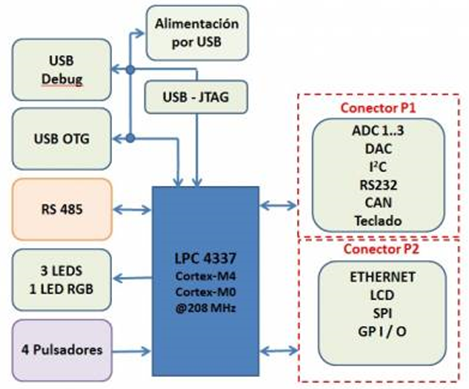 Alimentación
por USB
USB
Debug
USB - JTAG
USB OTG
Conector P1
ADC 1..3
DAC
I²C
RS232
CAN
Teclado
RS 485
LPC 4337
Cortex-M4
Cortex-M0
@208 MHz
3 LEDS
1 LED RGB
Conector P2
ETHERNET
LCD
SPI
GP I / O
4 Pulsadores